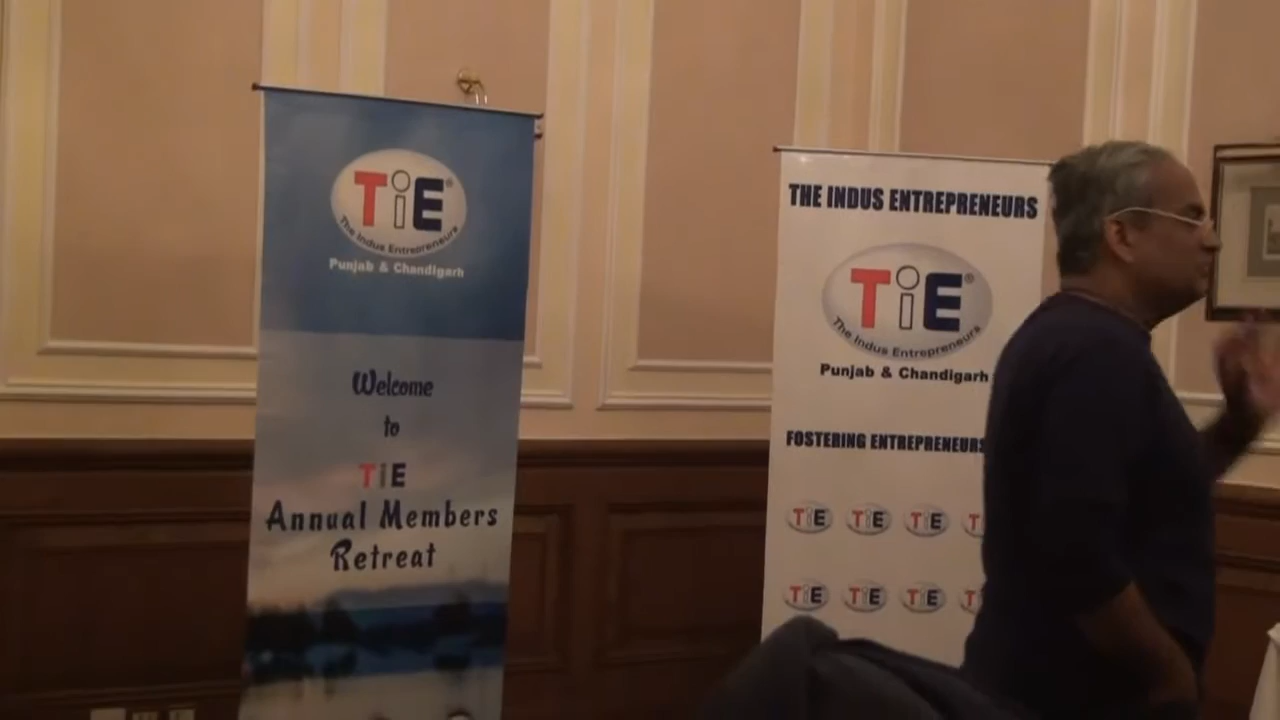 TiE®
The Indus Entrepreneurs
Punjab & Chandigarh
Welcome
to
TiE
Annual Members
Retreat
THE INDUS ENTREPRENEURS
TiE®
The Indus Entrepreneurs
Punjab & Chandigarh
FOSTERING ENTREPRENEURS
TiE TiE TiE T
TiE TiE TiE T